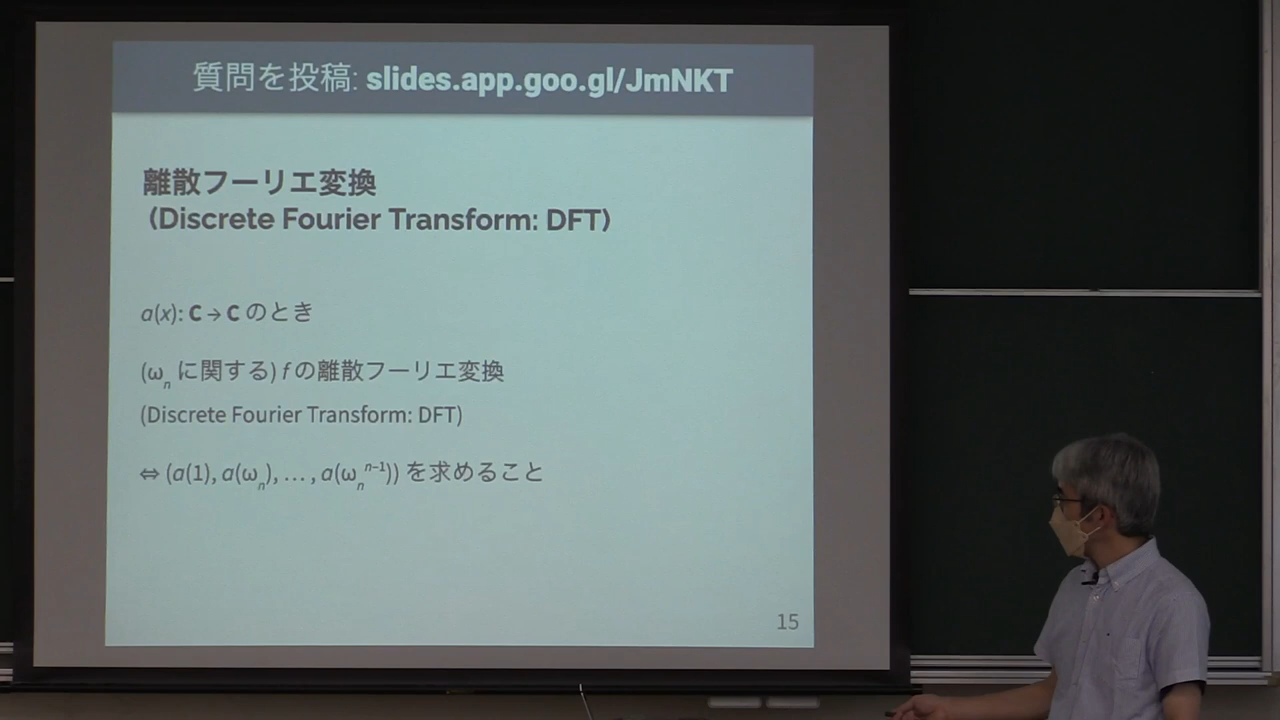 質問を投稿: slides.app.goo.gl/JmNKT
離散フーリエ変換
(Discrete Fourier Transform: DFT)
a(x): C → C のとき
(ωn に関する) f の離散フーリエ変換
(Discrete Fourier Transform: DFT)
⇔ (a(1), a(ωn), … , a(ωn^n−1)) を求めること
15